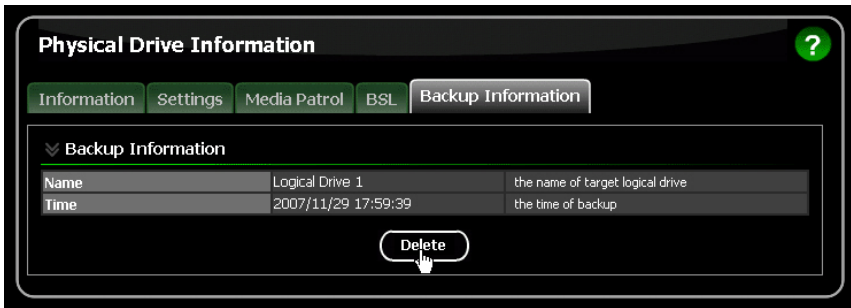 Physical Drive Information
?
Information Settings Media Patrol BSL Backup Information
Backup Information
Name Logical Drive 1 the name of target logical drive
Time 2007/11/29 17:59:39 the time of backup
Delete